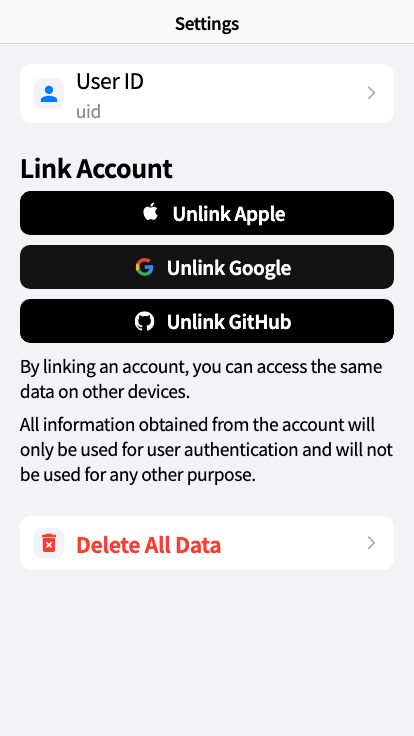 Settings
User ID
uid
Link Account
Unlink Apple
Unlink Google
Unlink GitHub
By linking an account, you can access the same
data on other devices.
All information obtained from the account will
only be used for user authentication and will not
be used for any other purpose.
Delete All Data